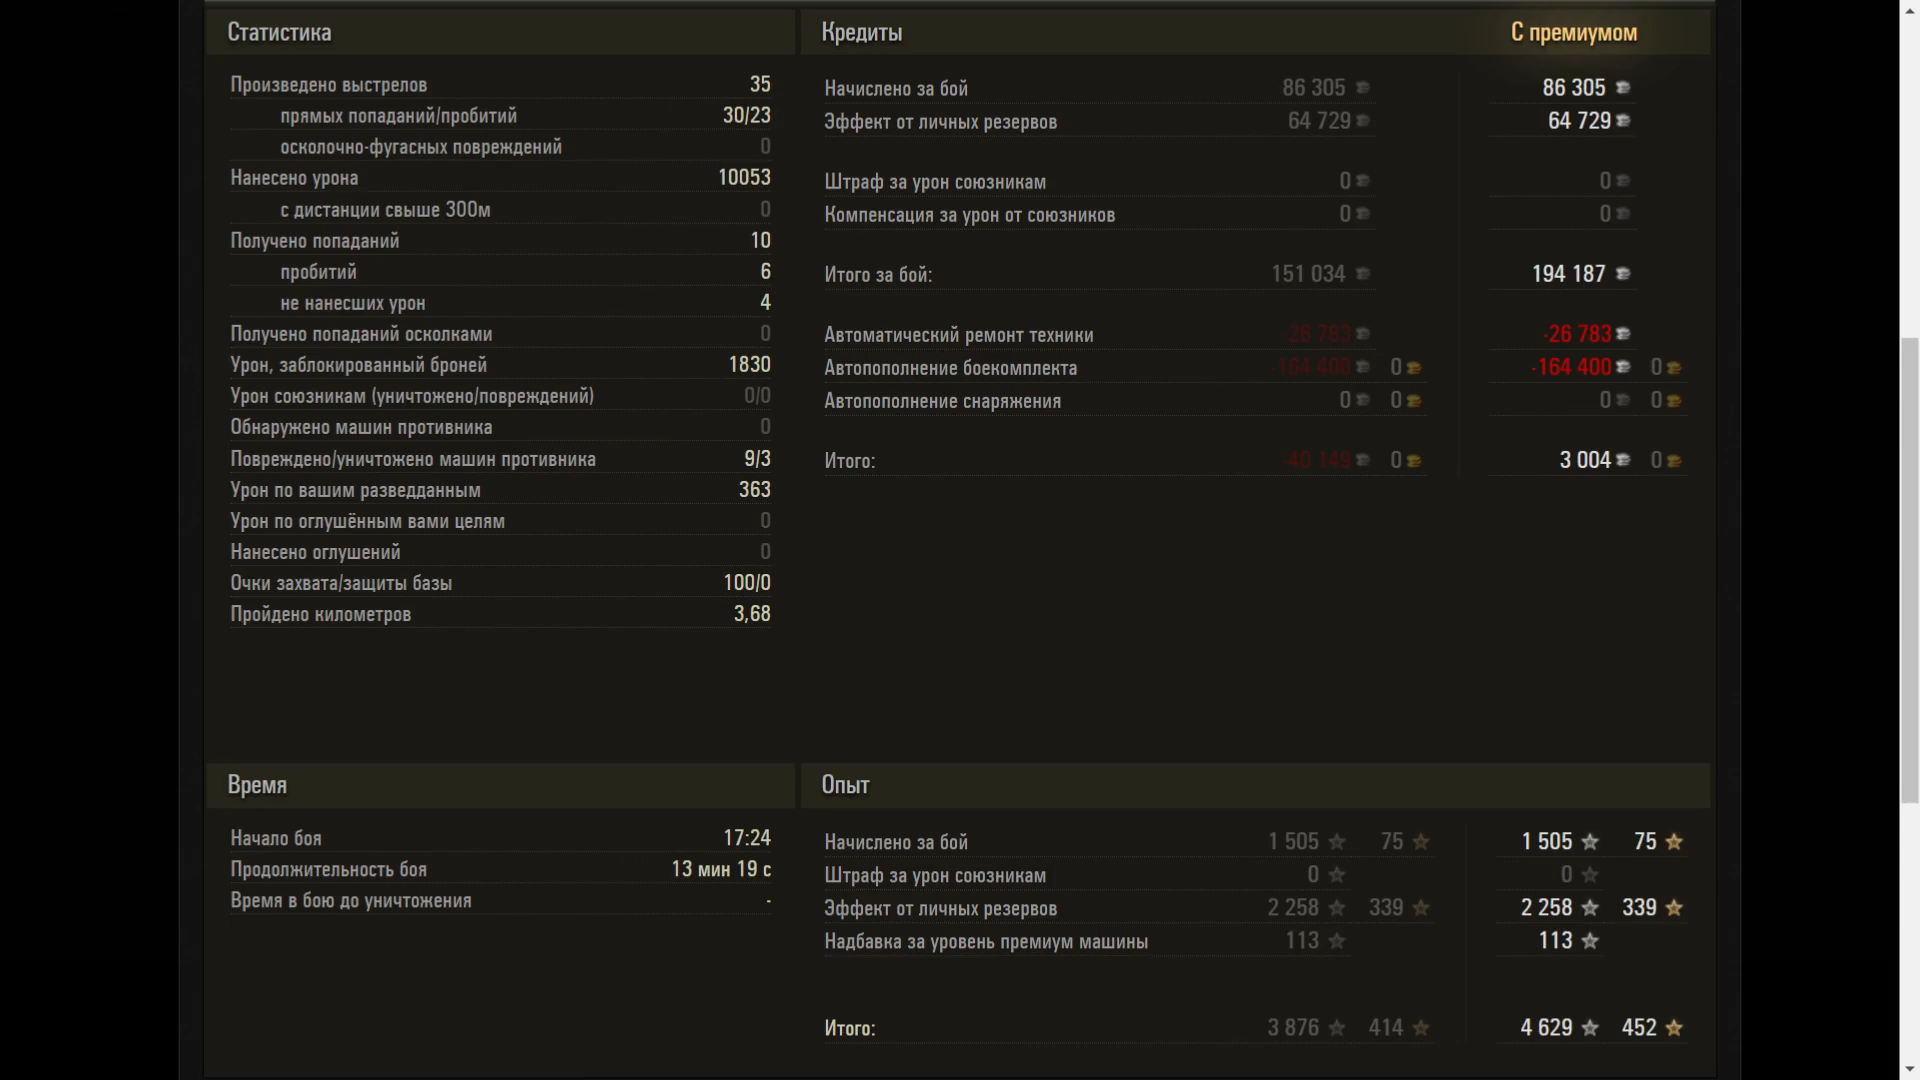 Статистика
Произведено выстрелов 35
прямых попаданий/пробитий 30/23
осколочно-фугасных повреждений 0
Нанесено урона 10053
с дистанции свыше 300м 0
Получено попаданий 10
пробитий 6
не нанесших урон 4
Получено попаданий осколками 0
Урон, заблокированный броней 1830
Урон союзникам (уничтожено/повреждений) 0/0
Обнаружено машин противника 0
Повреждено/уничтожено машин противника 9/3
Урон по вашим разведданным 363
Урон по оглушённым вами целям 0
Нанесено оглушений 0
Очки захвата/защиты базы 100/0
Пройдено километров 3,68
Кредиты С премиумом
Начислено за бой 86 305 86 305
Эффект от личных резервов 64 729 64 729
Штраф за урон союзникам 0 0
Компенсация за урон от союзников 0 0
Итого за бой: 151 034 194 187
Автоматический ремонт техники -26 783 -26 783
Автопополнение боекомплекта -164 400 0 -164 400 0
Автопополнение снаряжения 0 0 0 0
Итого: -40 149 0 3 004 0
Время
Начало боя 17:24
Продолжительность боя 13 мин 19 с
Время в бою до уничтожения -
Опыт
Начислено за бой 1 505 75 1 505 75
Штраф за урон союзникам 0 0
Эффект от личных резервов 2 258 339 2 258 339
Надбавка за уровень премиум машины 113 113
Итого: 3 876 414 4 629 452